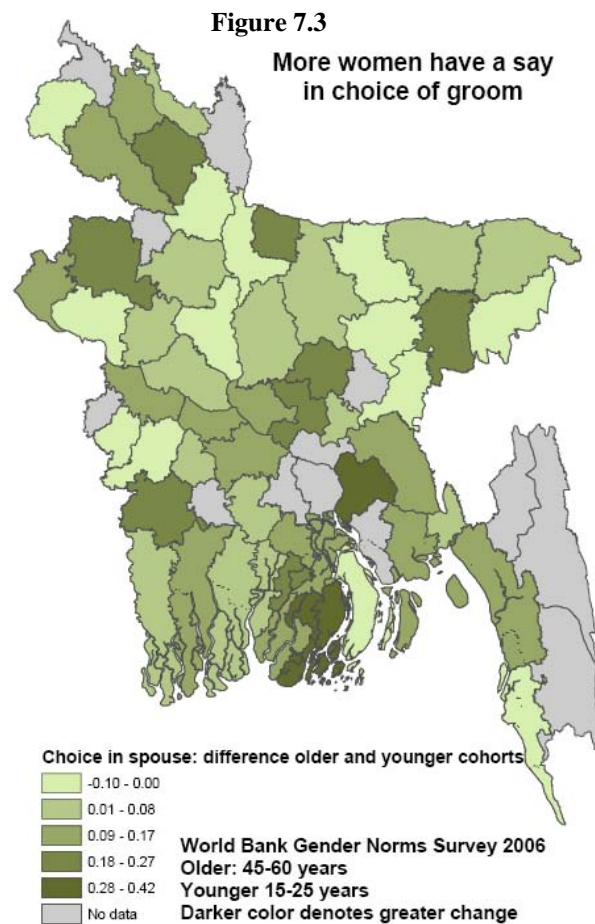 Figure 7.3
More women have a say
in choice of groom
Choice in spouse: difference older and younger cohorts
-0.10 - 0.00
0.01 - 0.08
0.09 - 0.17
0.18 - 0.27
0.28 - 0.42
No data
World Bank Gender Norms Survey 2006
Older: 45-60 years
Younger 15-25 years
Darker color denotes greater change